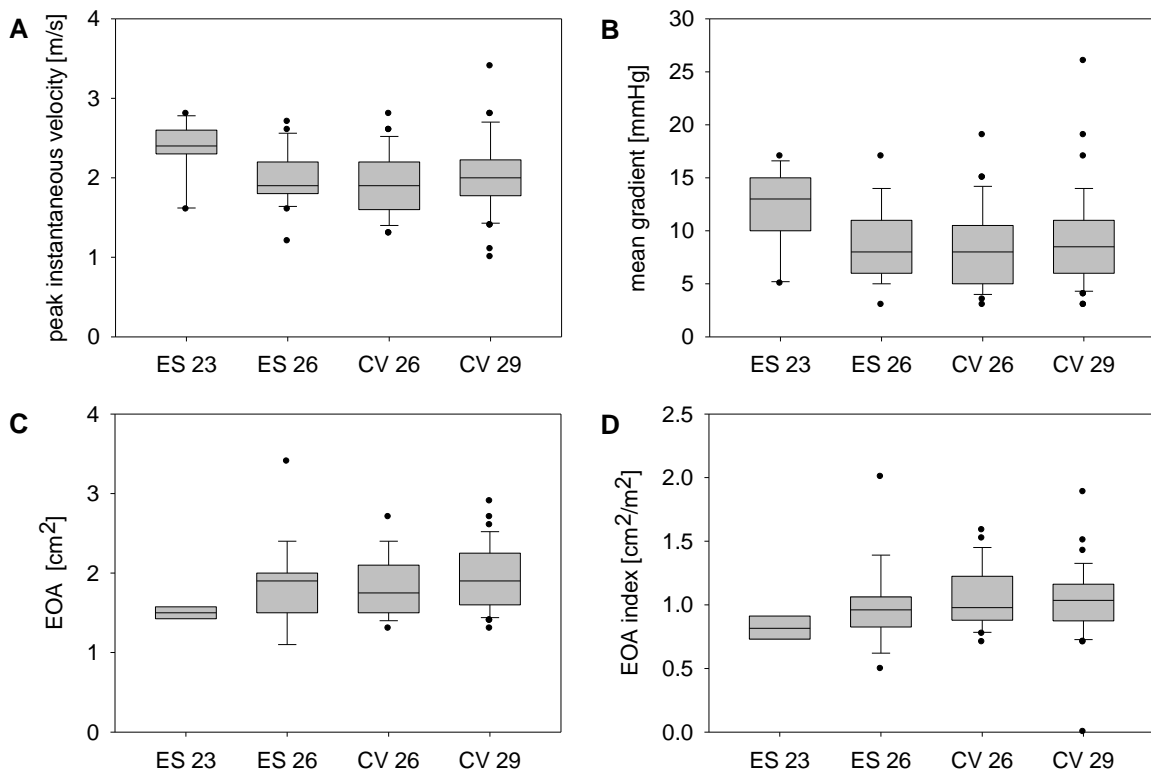 A
peak instantaneous velocity [m/s]
4
3
2
1
0
ES 23 ES 26 CV 26 CV 29
B
mean gradient [mmHg]
30
25
20
15
10
5
0
ES 23 ES 26 CV 26 CV 29
C
EOA [cm²]
4
3
2
1
0
ES 23 ES 26 CV 26 CV 29
D
EOA index [cm²/m²]
2.5
2.0
1.5
1.0
0.5
0.0
ES 23 ES 26 CV 26 CV 29